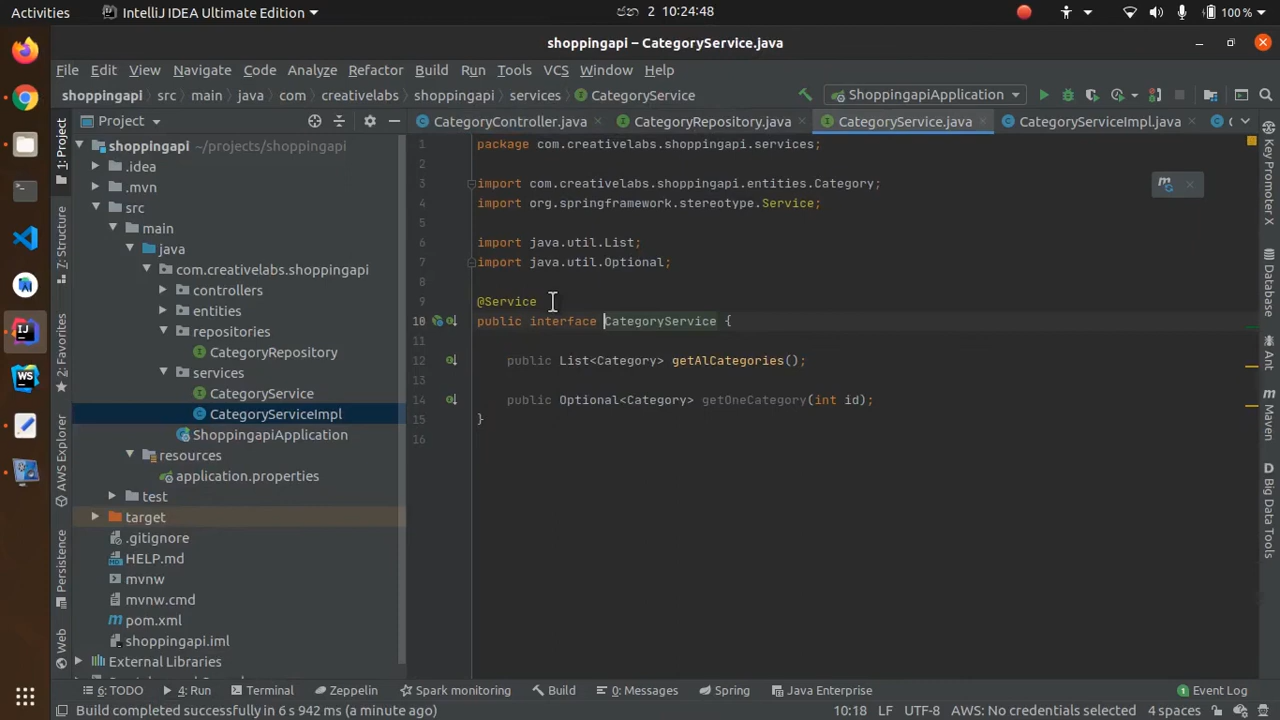 Activities IntelliJ IDEA Ultimate Edition ජන 2 10:24:48 100 %
shoppingapi – CategoryService.java
File Edit View Navigate Code Analyze Refactor Build Run Tools VCS Window Help
shoppingapi src main java com creativelabs shoppingapi services CategoryService ShoppingapiApplication
Project CategoryController.java CategoryRepository.java CategoryService.java CategoryServiceImpl.java
shoppingapi ~/projects/shoppingapi
.idea
.mvn
src
main
java
com.creativelabs.shoppingapi
controllers
entities
repositories
CategoryRepository
services
CategoryService
CategoryServiceImpl
ShoppingapiApplication
resources
application.properties
test
target
.gitignore
HELP.md
mvnw
mvnw.cmd
pom.xml
shoppingapi.iml
External Libraries
1: Project
7: Structure
2: Favorites
AWS Explorer
Persistence
Web
1 package com.creativelabs.shoppingapi.services;
2
3 import com.creativelabs.shoppingapi.entities.Category;
4 import org.springframework.stereotype.Service;
5
6 import java.util.List;
7 import java.util.Optional;
8
9 @Service
10 public interface CategoryService {
11
12 public List<Category> getAlCategories();
13
14 public Optional<Category> getOneCategory(int id);
15 }
16
Key Promoter X
Database
Ant
Maven
Big Data Tools
6: TODO 4: Run Terminal Zeppelin Spark monitoring Build 0: Messages Spring Java Enterprise 1 Event Log
Build completed successfully in 6 s 942 ms (a minute ago) 10:18 LF UTF-8 AWS: No credentials selected 4 spaces